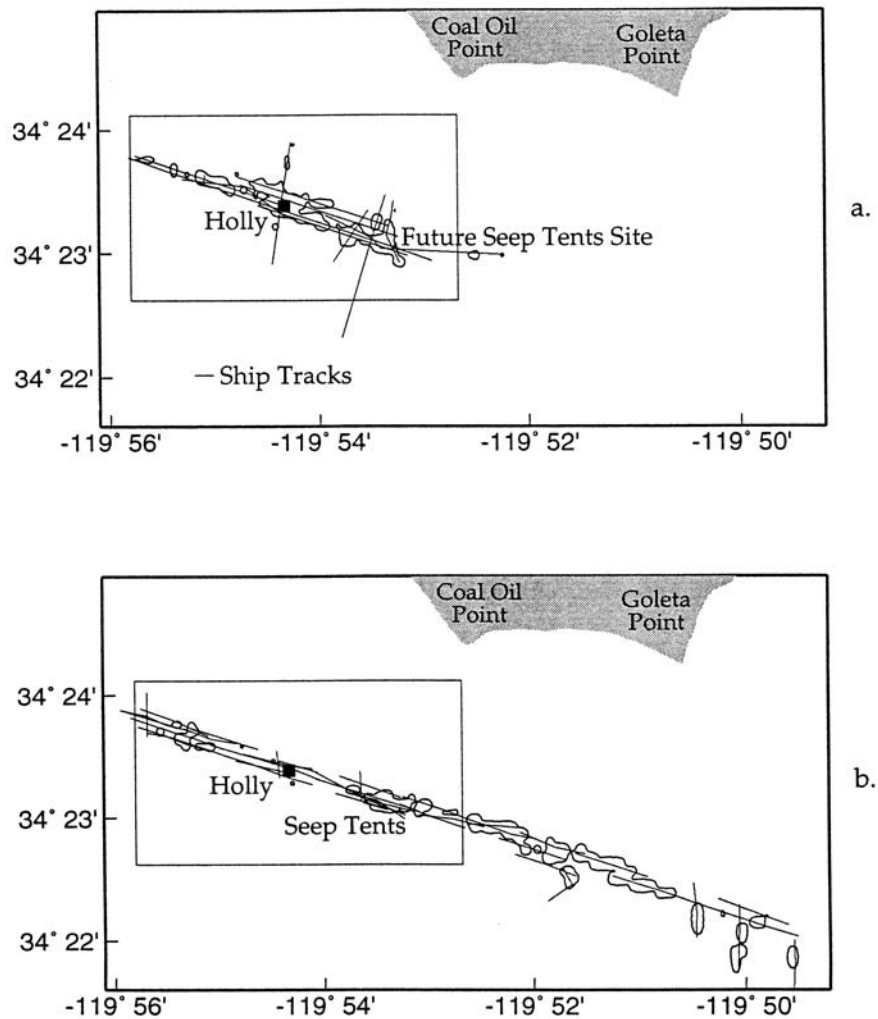 Coal Oil
Point
Goleta
Point
34° 24'
Holly
Future Seep Tents Site
34° 23'
a.
34° 22'
— Ship Tracks
-119° 56'
-119° 54'
-119° 52'
-119° 50'
Coal Oil
Point
Goleta
Point
34° 24'
Holly
Seep Tents
34° 23'
b.
34° 22'
-119° 56'
-119° 54'
-119° 52'
-119° 50'